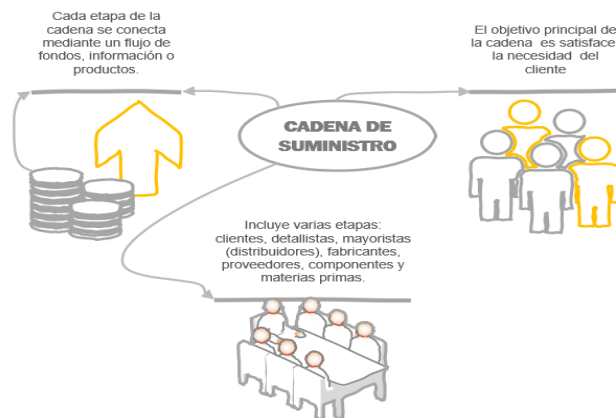 Cada etapa de la
cadena se conecta
mediante un flujo de
fondos, información o
productos.
El objetivo principal de
la cadena es satisface
la necesidad del
cliente
CADENA DE
SUMINISTRO
Incluye varias etapas:
clientes, detallistas, mayoristas
(distribuidores), fabricantes,
proveedores, componentes y
materias primas.